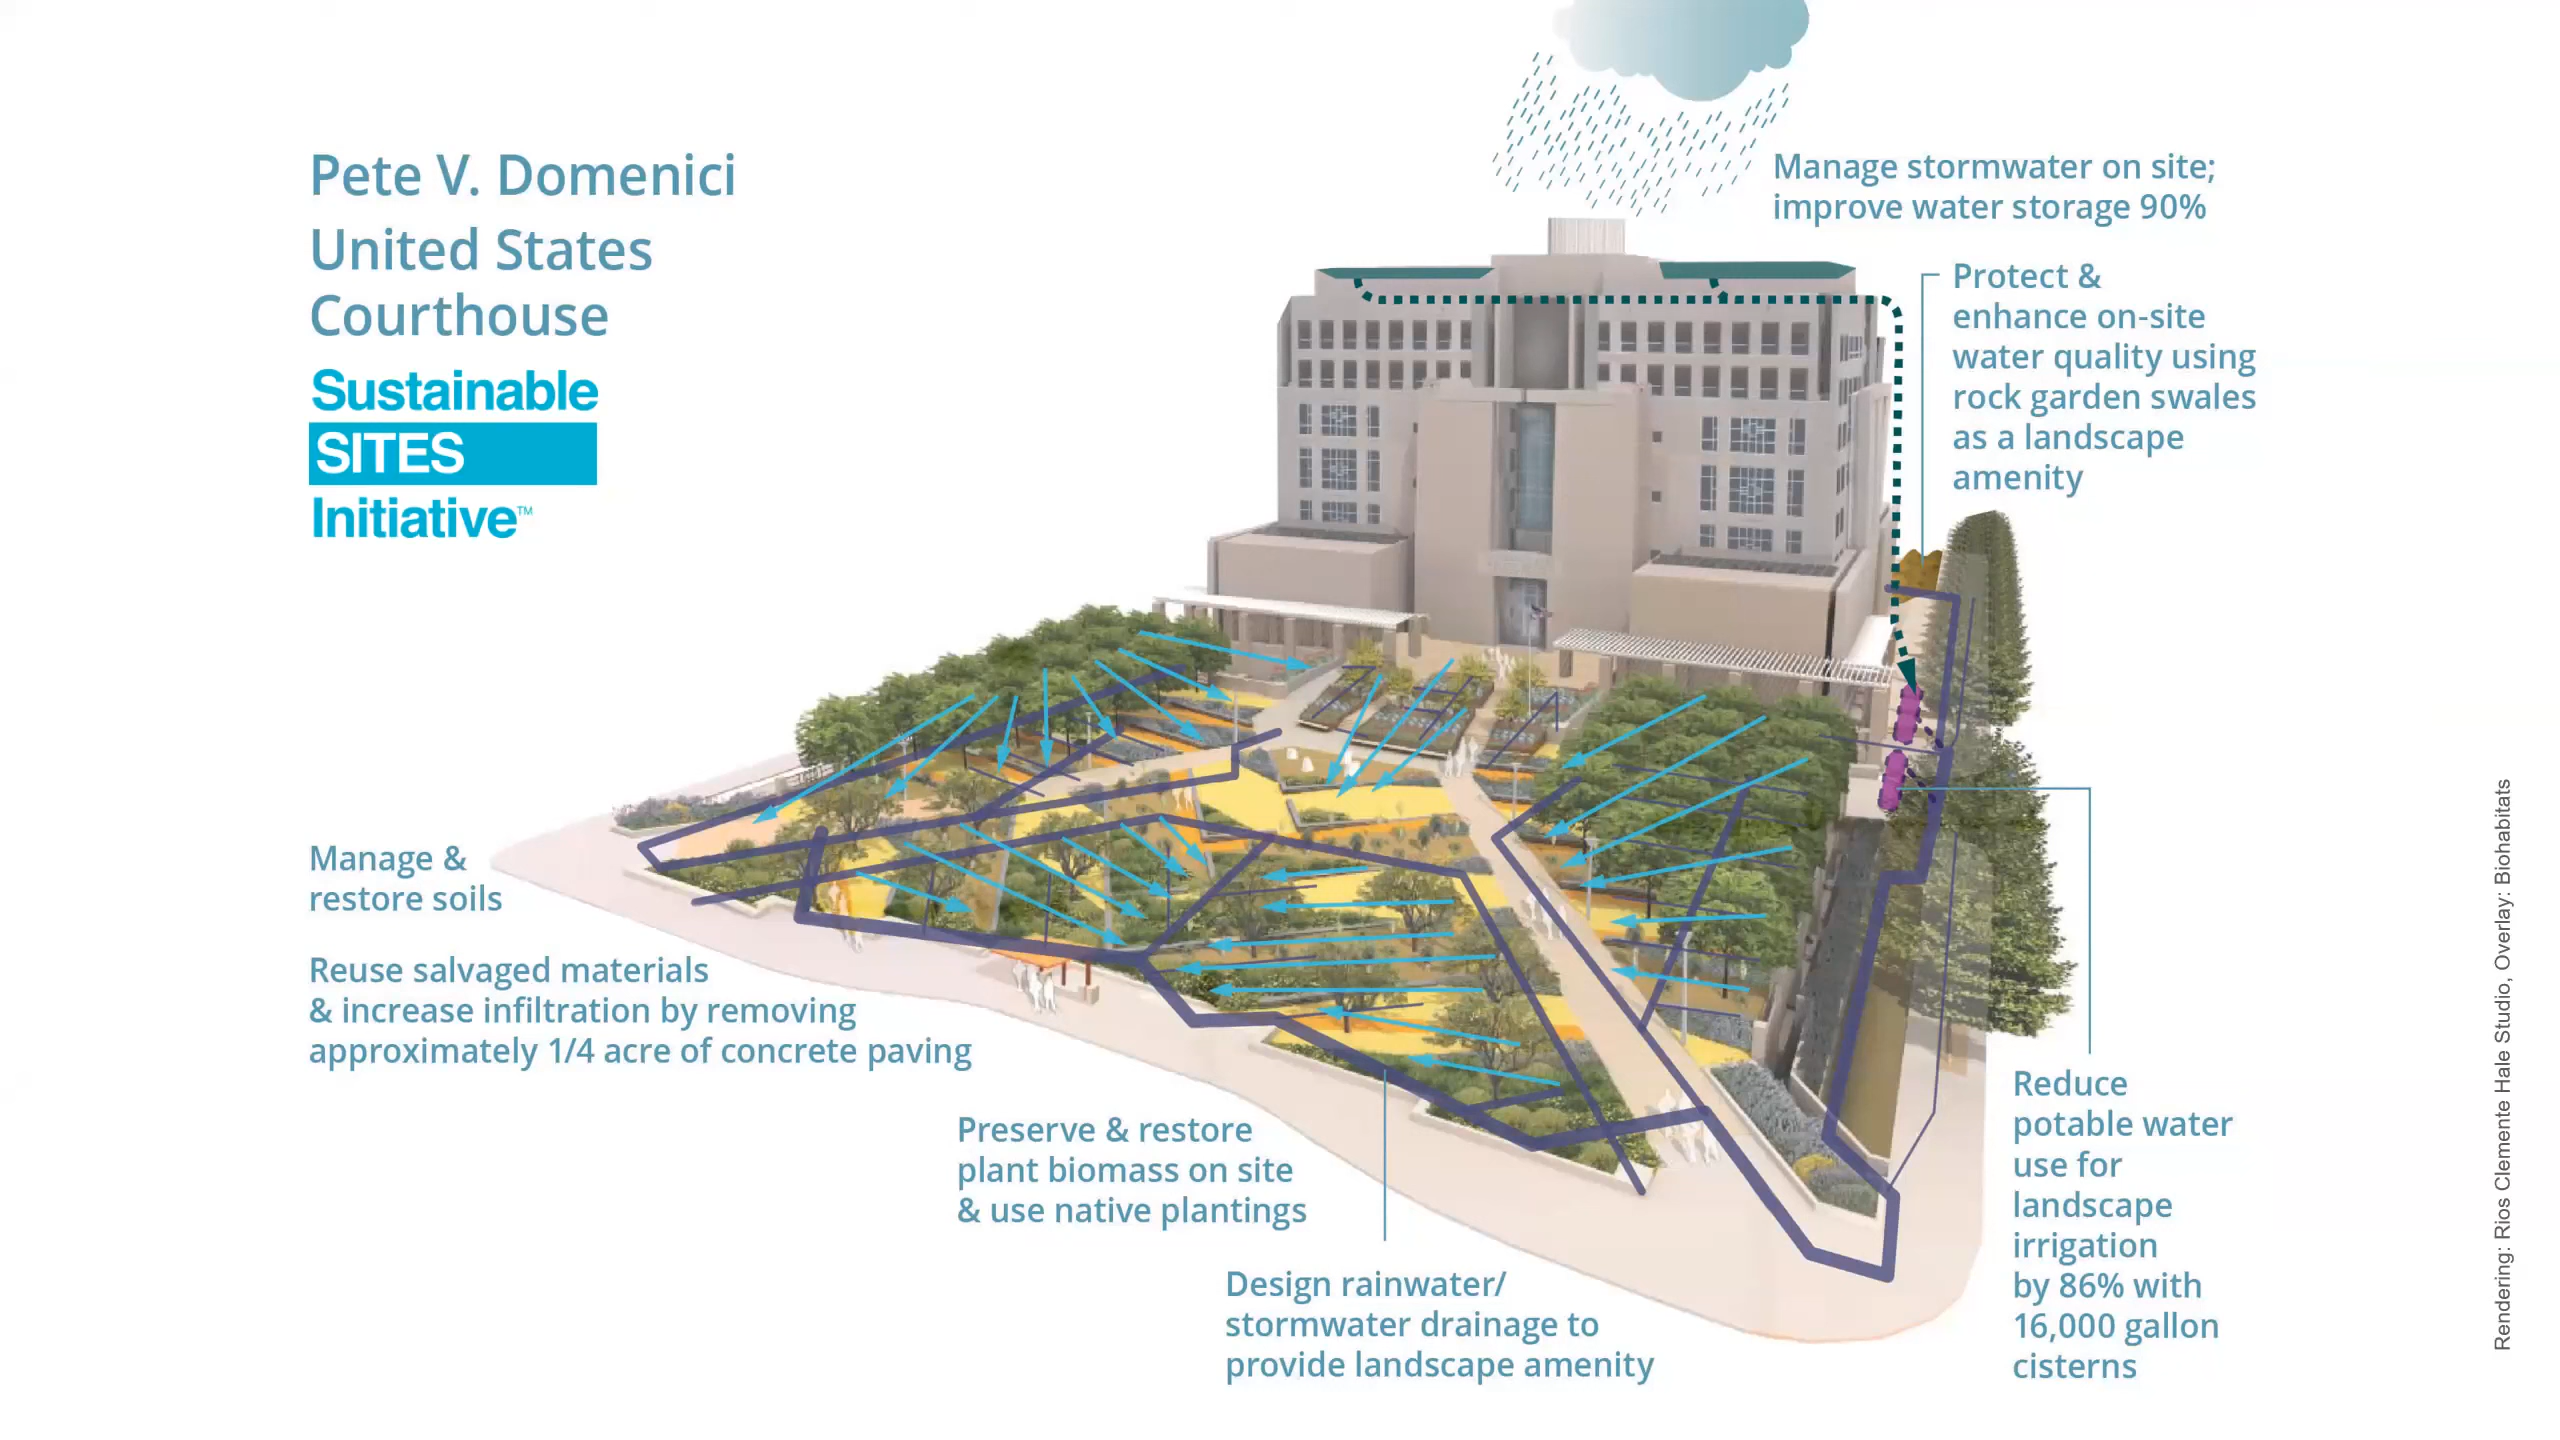 Pete V. Domenici
United States
Courthouse
Sustainable
SITES
Initiative™
Manage stormwater on site;
improve water storage 90%
Protect &
enhance on-site
water quality using
rock garden swales
as a landscape
amenity
Manage &
restore soils
Reuse salvaged materials
& increase infiltration by removing
approximately 1/4 acre of concrete paving
Preserve & restore
plant biomass on site
& use native plantings
Design rainwater/
stormwater drainage to
provide landscape amenity
Reduce
potable water
use for
landscape
irrigation
by 86% with
16,000 gallon
cisterns
Rendering: Rios Clemente Hale Studio, Overlay: Biohabitats